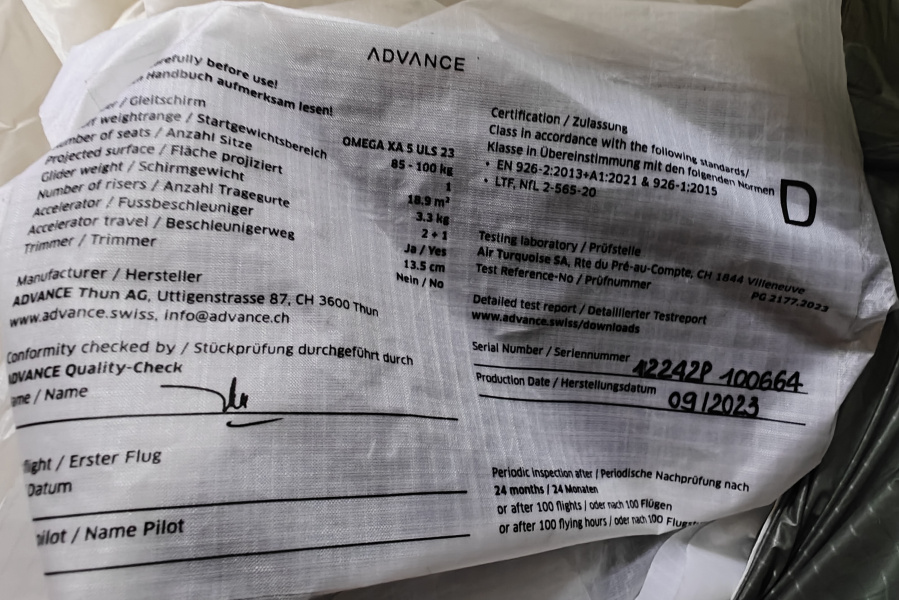 ADVANCE
before use!
Handbuch aufmerksam lesen!
/ Gleitschirm
OMEGA XA 5 ULS 23
weightrange / Startgewichtsbereich
85 - 100 kg
of seats / Anzahl Sitze
1
Projected surface / Fläche projiziert
18.9 m²
Glider weight / Schirmgewicht
3.3 kg
Number of risers / Anzahl Tragegurte
2 + 1
Accelerator / Fussbeschleuniger
Ja / Yes
Accelerator travel / Beschleunigerweg
13.5 cm
Trimmer / Trimmer
Nein / No
Manufacturer / Hersteller
ADVANCE Thun AG, Uttigenstrasse 87, CH 3600 Thun
www.advance.swiss, info@advance.ch
Conformity checked by / Stückprüfung durchgeführt durch
ADVANCE Quality-Check
/ Name
/ Erster Flug
Datum
/ Name Pilot
Certification / Zulassung
Class in accordance with the following standards/
Klasse in Übereinstimmung mit den folgenden Normen
• EN 926-2:2013+A1:2021 & 926-1:2015
• LTF, NfL 2-565-20
D
Testing laboratory / Prüfstelle
Air Turquoise SA, Rte du Pré-au-Compte, CH 1844 Villeneuve
Test Reference-No / Prüfnummer
PG 2177.2023
Detailed test report / Detaillierter Testreport
www.advance.swiss/downloads
Serial Number / Seriennummer 12242P 100664
Production Date / Herstellungsdatum 09/2023
Periodic inspection after / Periodische Nachprüfung nach
24 months / 24 Monaten
or after 100 flights / oder nach 100 Flügen
or after 100 flying hours / oder nach 100